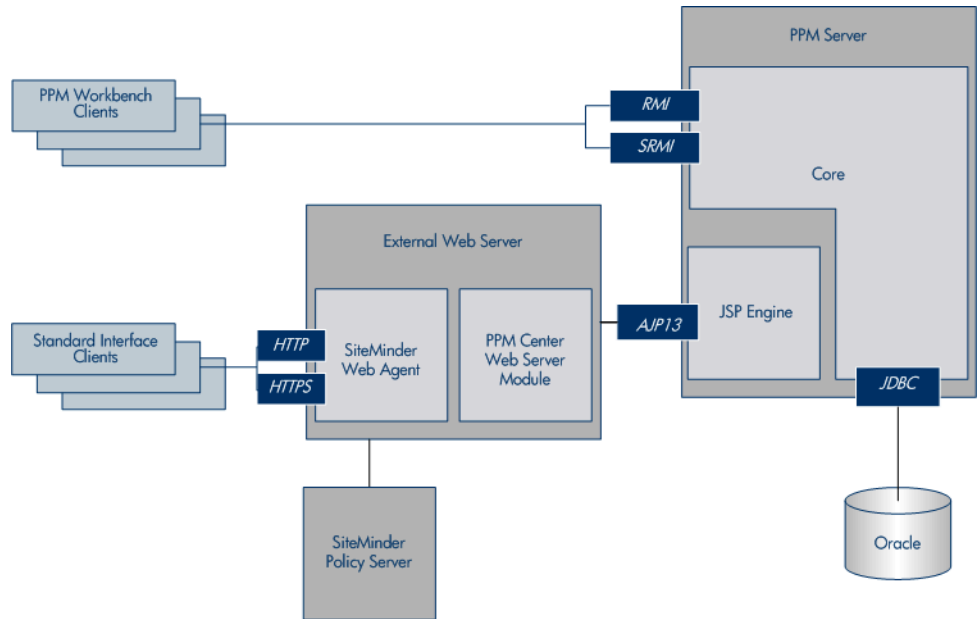 PPM Server
PPM Workbench
Clients
RMI
SRMI
Core
External Web Server
Standard Interface
Clients
HTTP
HTTPS
SiteMinder
Web Agent
PPM Center
Web Server
Module
AJP13
JSP Engine
JDBC
SiteMinder
Policy Server
Oracle